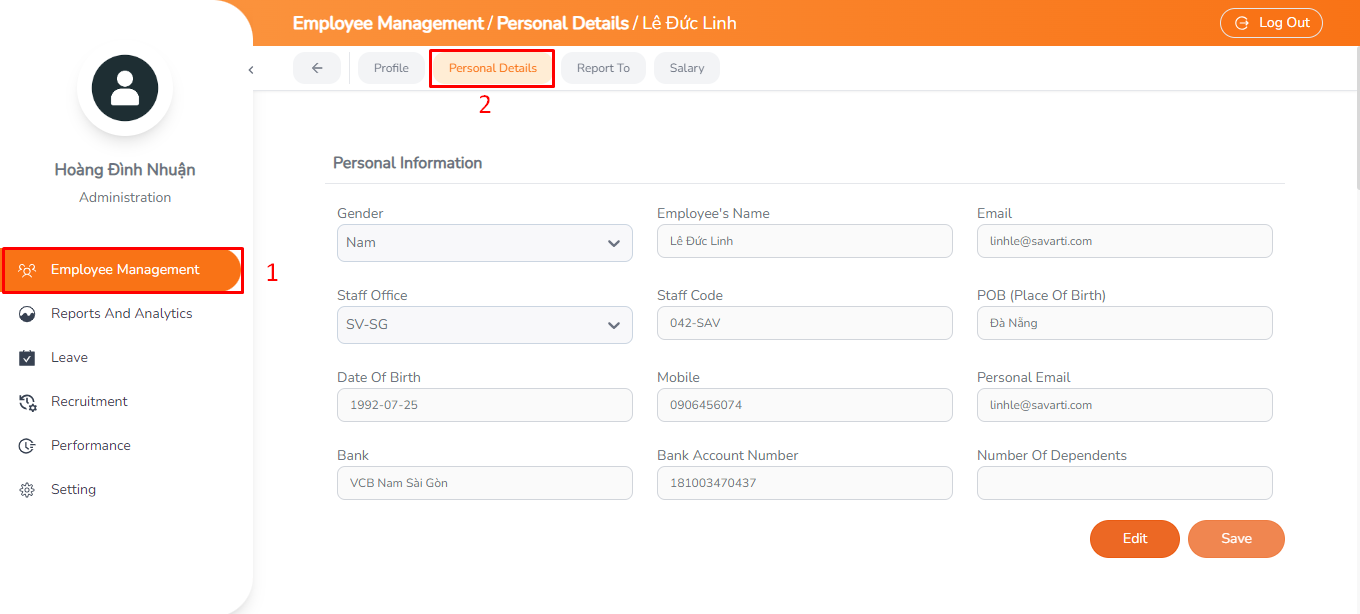 Employee Management / Personal Details / Lê Đức Linh
Log Out
Profile
Personal Details
Report To
Salary
2
Hoàng Đình Nhuận
Administration
Employee Management
1
Reports And Analytics
Leave
Recruitment
Performance
Setting
Personal Information
Gender
Employee's Name
Email
Nam
Lê Đức Linh
linhle@savarti.com
Staff Office
Staff Code
POB (Place Of Birth)
SV-SG
042-SAV
Đà Nẵng
Date Of Birth
Mobile
Personal Email
1992-07-25
0906456074
linhle@savarti.com
Bank
Bank Account Number
Number Of Dependents
VCB Nam Sài Gòn
181003470437
Edit
Save